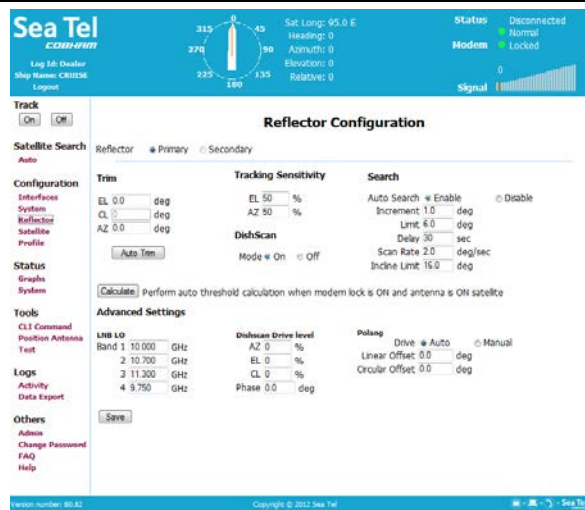 Sea Tel
COBHAM
Log Id: Dealer
Ship Name: CRUISE
Logout
0
45
90
135
180
225
270
315
Sat Long: 95.0 E
Heading: 0
Azimuth: 0
Elevation: 0
Relative: 0
Status Disconnected
Normal
Modem Locked
0
Signal
Track
On Off
Satellite Search
Auto
Configuration
Interfaces
System
Reflector
Satellite
Profile
Status
Graphs
System
Tools
CLI Command
Position Antenna
Test
Logs
Activity
Data Export
Others
Admin
Change Password
FAQ
Help
Reflector Configuration
Reflector Primary Secondary
Trim
EL 0.0 deg
CL 0 deg
AZ 0.0 deg
Auto Trim
Tracking Sensitivity
EL 50 %
AZ 50 %
DishScan
Mode On Off
Search
Auto Search Enable Disable
Increment 1.0 deg
Limit 6.0 deg
Delay 30 sec
Scan Rate 2.0 deg/sec
Incline Limit 16.0 deg
Calculate Perform auto threshold calculation when modem lock is ON and antenna is ON satellite
Advanced Settings
LNB LO
Band 1 10.000 GHz
2 10.700 GHz
3 11.300 GHz
4 9.750 GHz
Dishscan Drive level
AZ 0 %
EL 0 %
CL 0 %
Phase 0.0 deg
Polang
Drive Auto Manual
Linear Offset 0.0 deg
Circular Offset 0.0 deg
Save
Version number: B0.82
Copyright © 2012 Sea Tel